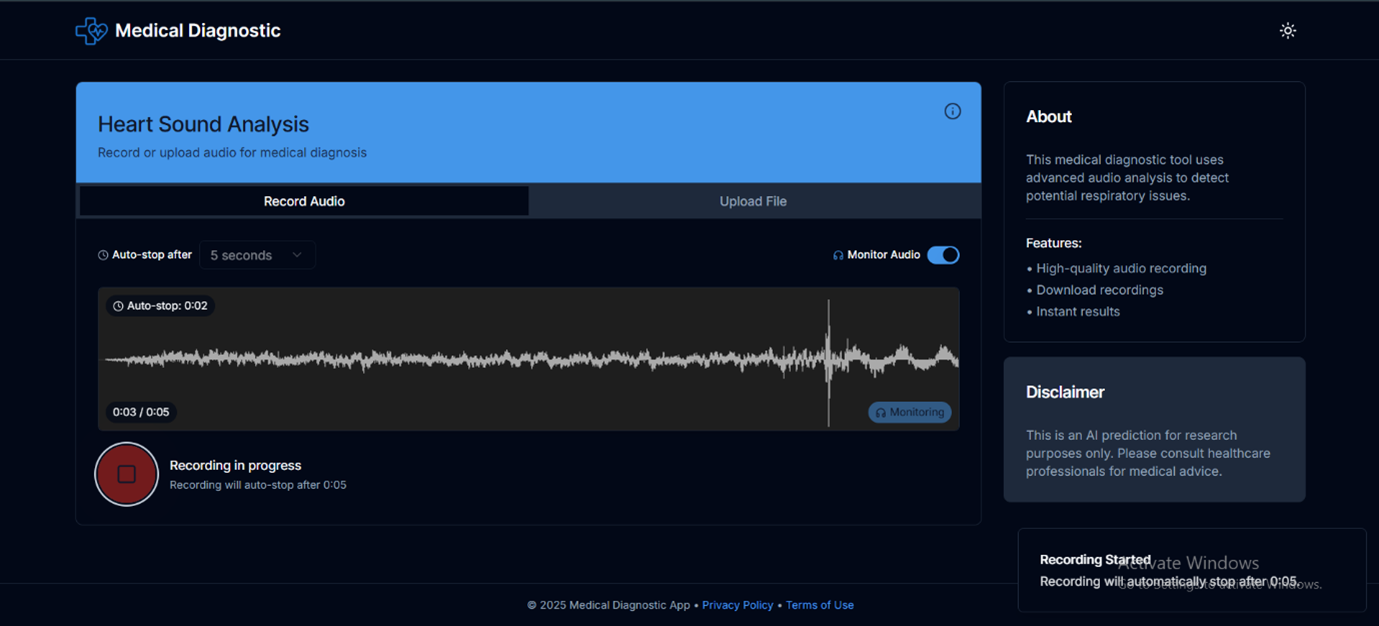 Medical Diagnostic
Heart Sound Analysis
Record or upload audio for medical diagnosis
Record Audio
Upload File
Auto-stop after
5 seconds
Monitor Audio
Auto-stop: 0:02
0:03 / 0:05
Monitoring
Recording in progress
Recording will auto-stop after 0:05
About
This medical diagnostic tool uses
advanced audio analysis to detect
potential respiratory issues.
Features:
• High-quality audio recording
• Download recordings
• Instant results
Disclaimer
This is an AI prediction for research
purposes only. Please consult healthcare
professionals for medical advice.
Recording Started
Recording will automatically stop after 0:05.
Activate Windows
Go to Settings to activate Windows.
© 2025 Medical Diagnostic App • Privacy Policy • Terms of Use